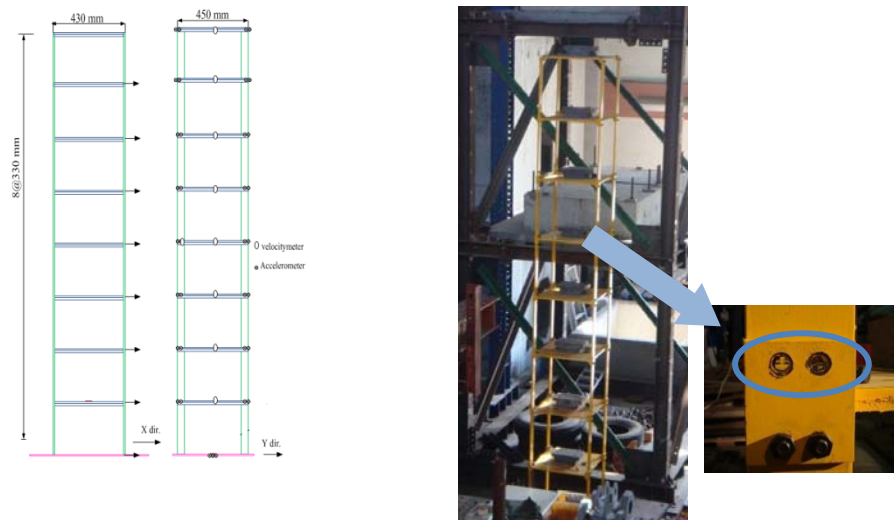 430 mm
450 mm
8@330 mm
0 velocitymeter
Accelerometer
X dir.
Y dir.